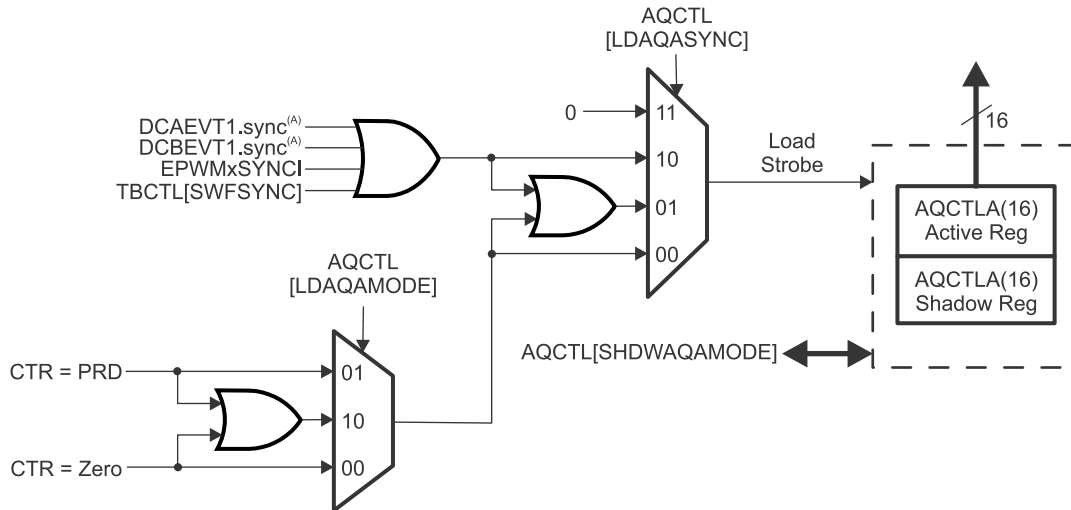 AQCTL
[LDAQASYNC]
0
11
16
DCAEVT1.sync(A)
DCBEVT1.sync(A)
EPWMxSYNCI
TBCTL[SWFSYNC]
10
Load
Strobe
01
AQCTLA(16)
Active Reg
00
AQCTL
[LDAQAMODE]
AQCTLA(16)
Shadow Reg
AQCTL[SHDWAQAMODE]
CTR = PRD
01
10
CTR = Zero
00